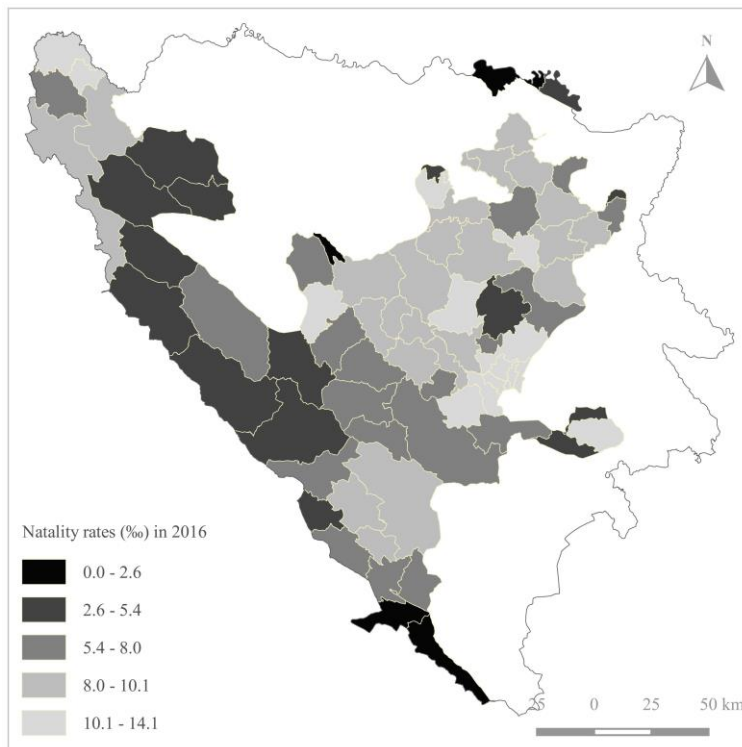 N
Natality rates (‰) in 2016
0.0 - 2.6
2.6 - 5.4
5.4 - 8.0
8.0 - 10.1
10.1 - 14.1
25 0 25 50 km